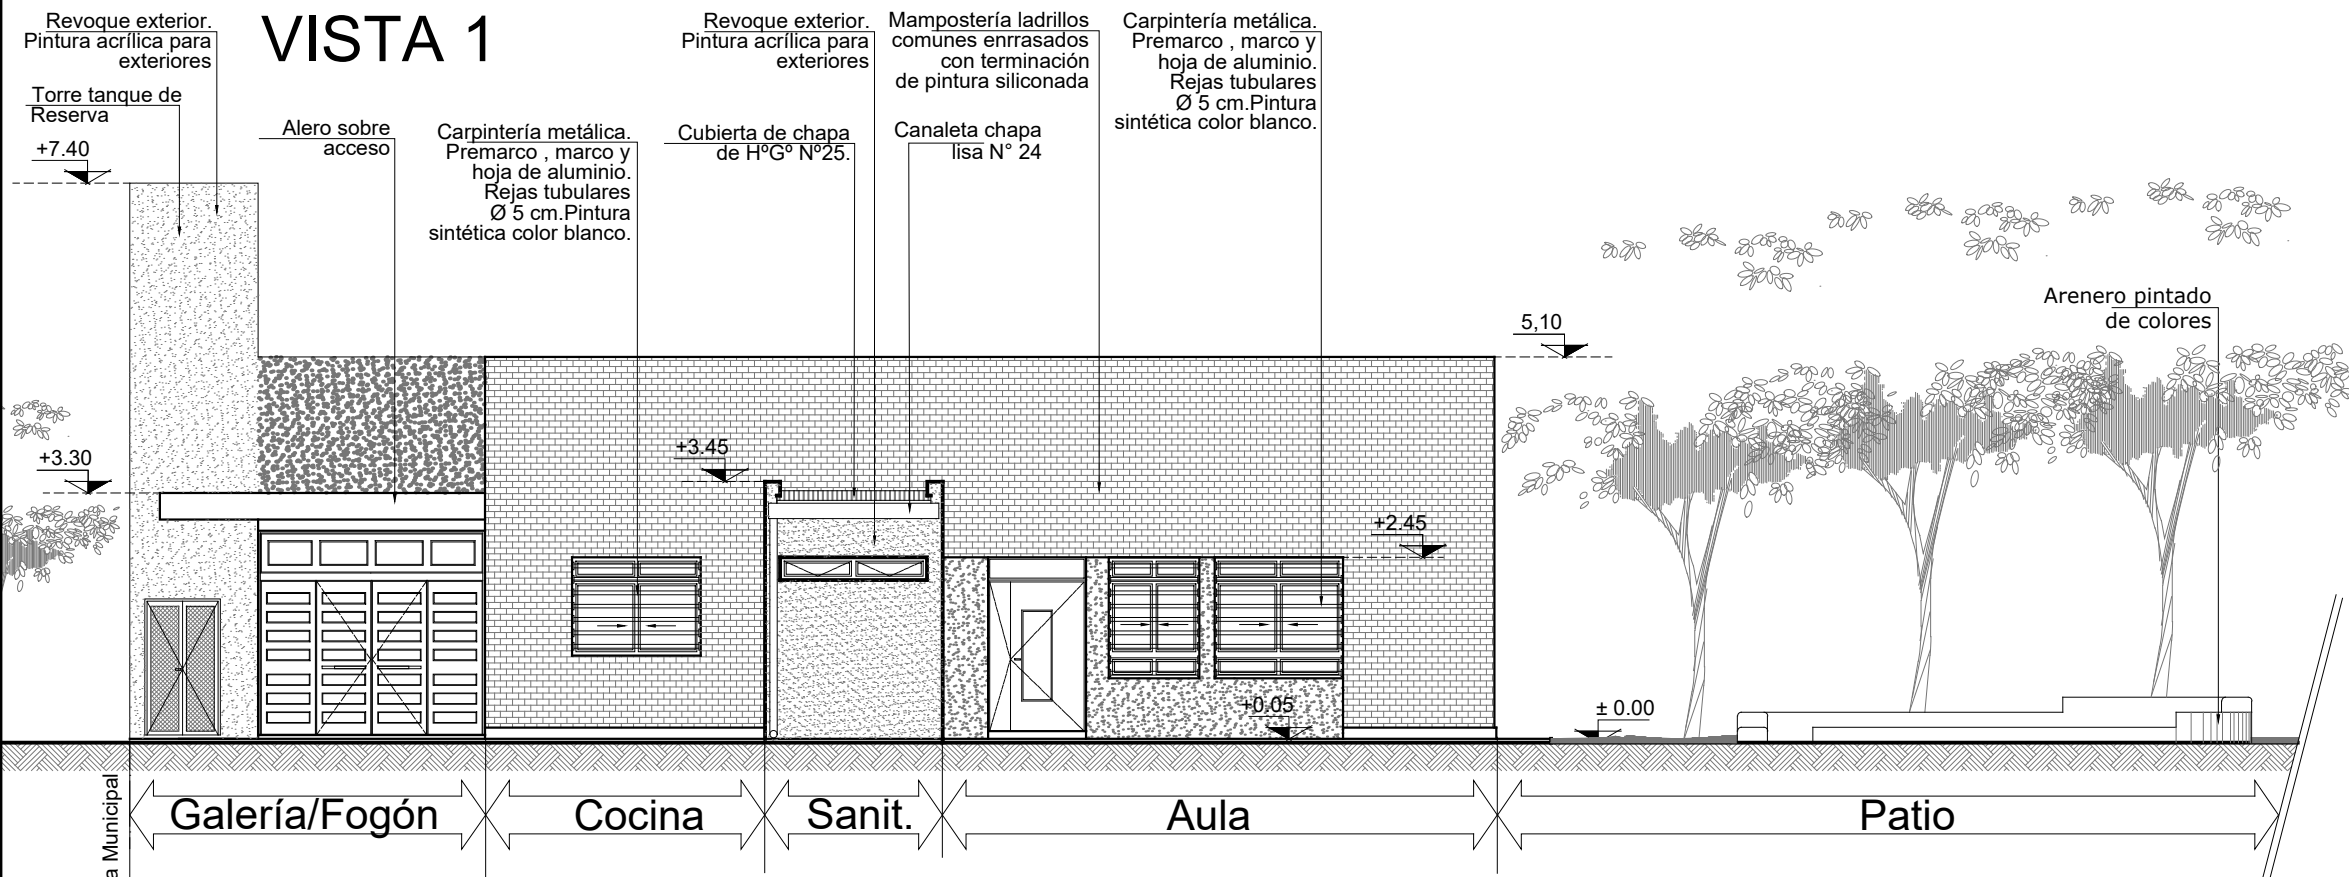 VISTA 1
Revoque exterior.
Pintura acrílica para
exteriores
Torre tanque de
Reserva
+7.40
Alero sobre
acceso
Carpintería metálica.
Premarco , marco y
hoja de aluminio.
Rejas tubulares
Ø 5 cm.Pintura
sintética color blanco.
Revoque exterior.
Pintura acrílica para
exteriores
Cubierta de chapa
de HºGº Nº25.
Mampostería ladrillos
comunes enrrasados
con terminación
de pintura siliconada
Canaleta chapa
lisa N° 24
Carpintería metálica.
Premarco , marco y
hoja de aluminio.
Rejas tubulares
Ø 5 cm.Pintura
sintética color blanco.
Arenero pintado
de colores
5,10
+3.30
+3.45
+2.45
+0.05
± 0.00
a Municipal
Galería/Fogón
Cocina
Sanit.
Aula
Patio